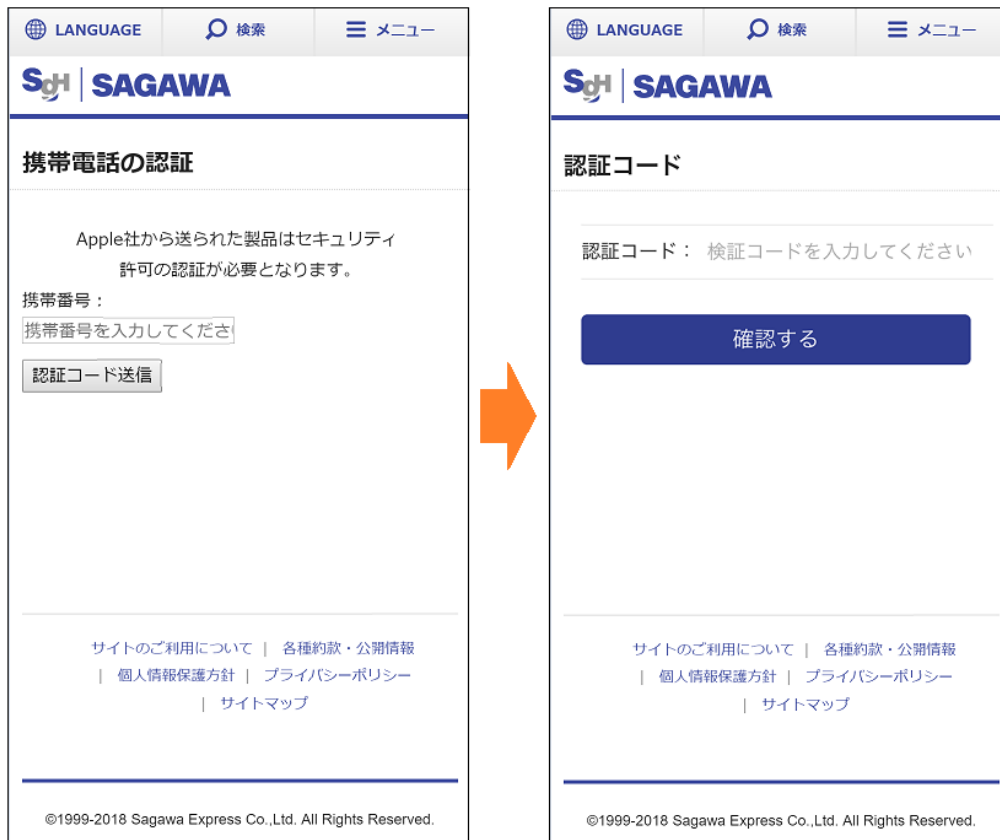 LANGUAGE 検索 メニュー
SGH SAGAWA
携帯電話の認証
Apple社から送られた製品はセキュリティ
許可の認証が必要となります。
携帯番号：
携帯番号を入力してくださ
認証コード送信
サイトのご利用について | 各種約款・公開情報
| 個人情報保護方針 | プライバシーポリシー
| サイトマップ
©1999-2018 Sagawa Express Co.,Ltd. All Rights Reserved.
LANGUAGE 検索 メニュー
SGH SAGAWA
認証コード
認証コード： 検証コードを入力してください
確認する
サイトのご利用について | 各種約款・公開情報
| 個人情報保護方針 | プライバシーポリシー
| サイトマップ
©1999-2018 Sagawa Express Co.,Ltd. All Rights Reserved.